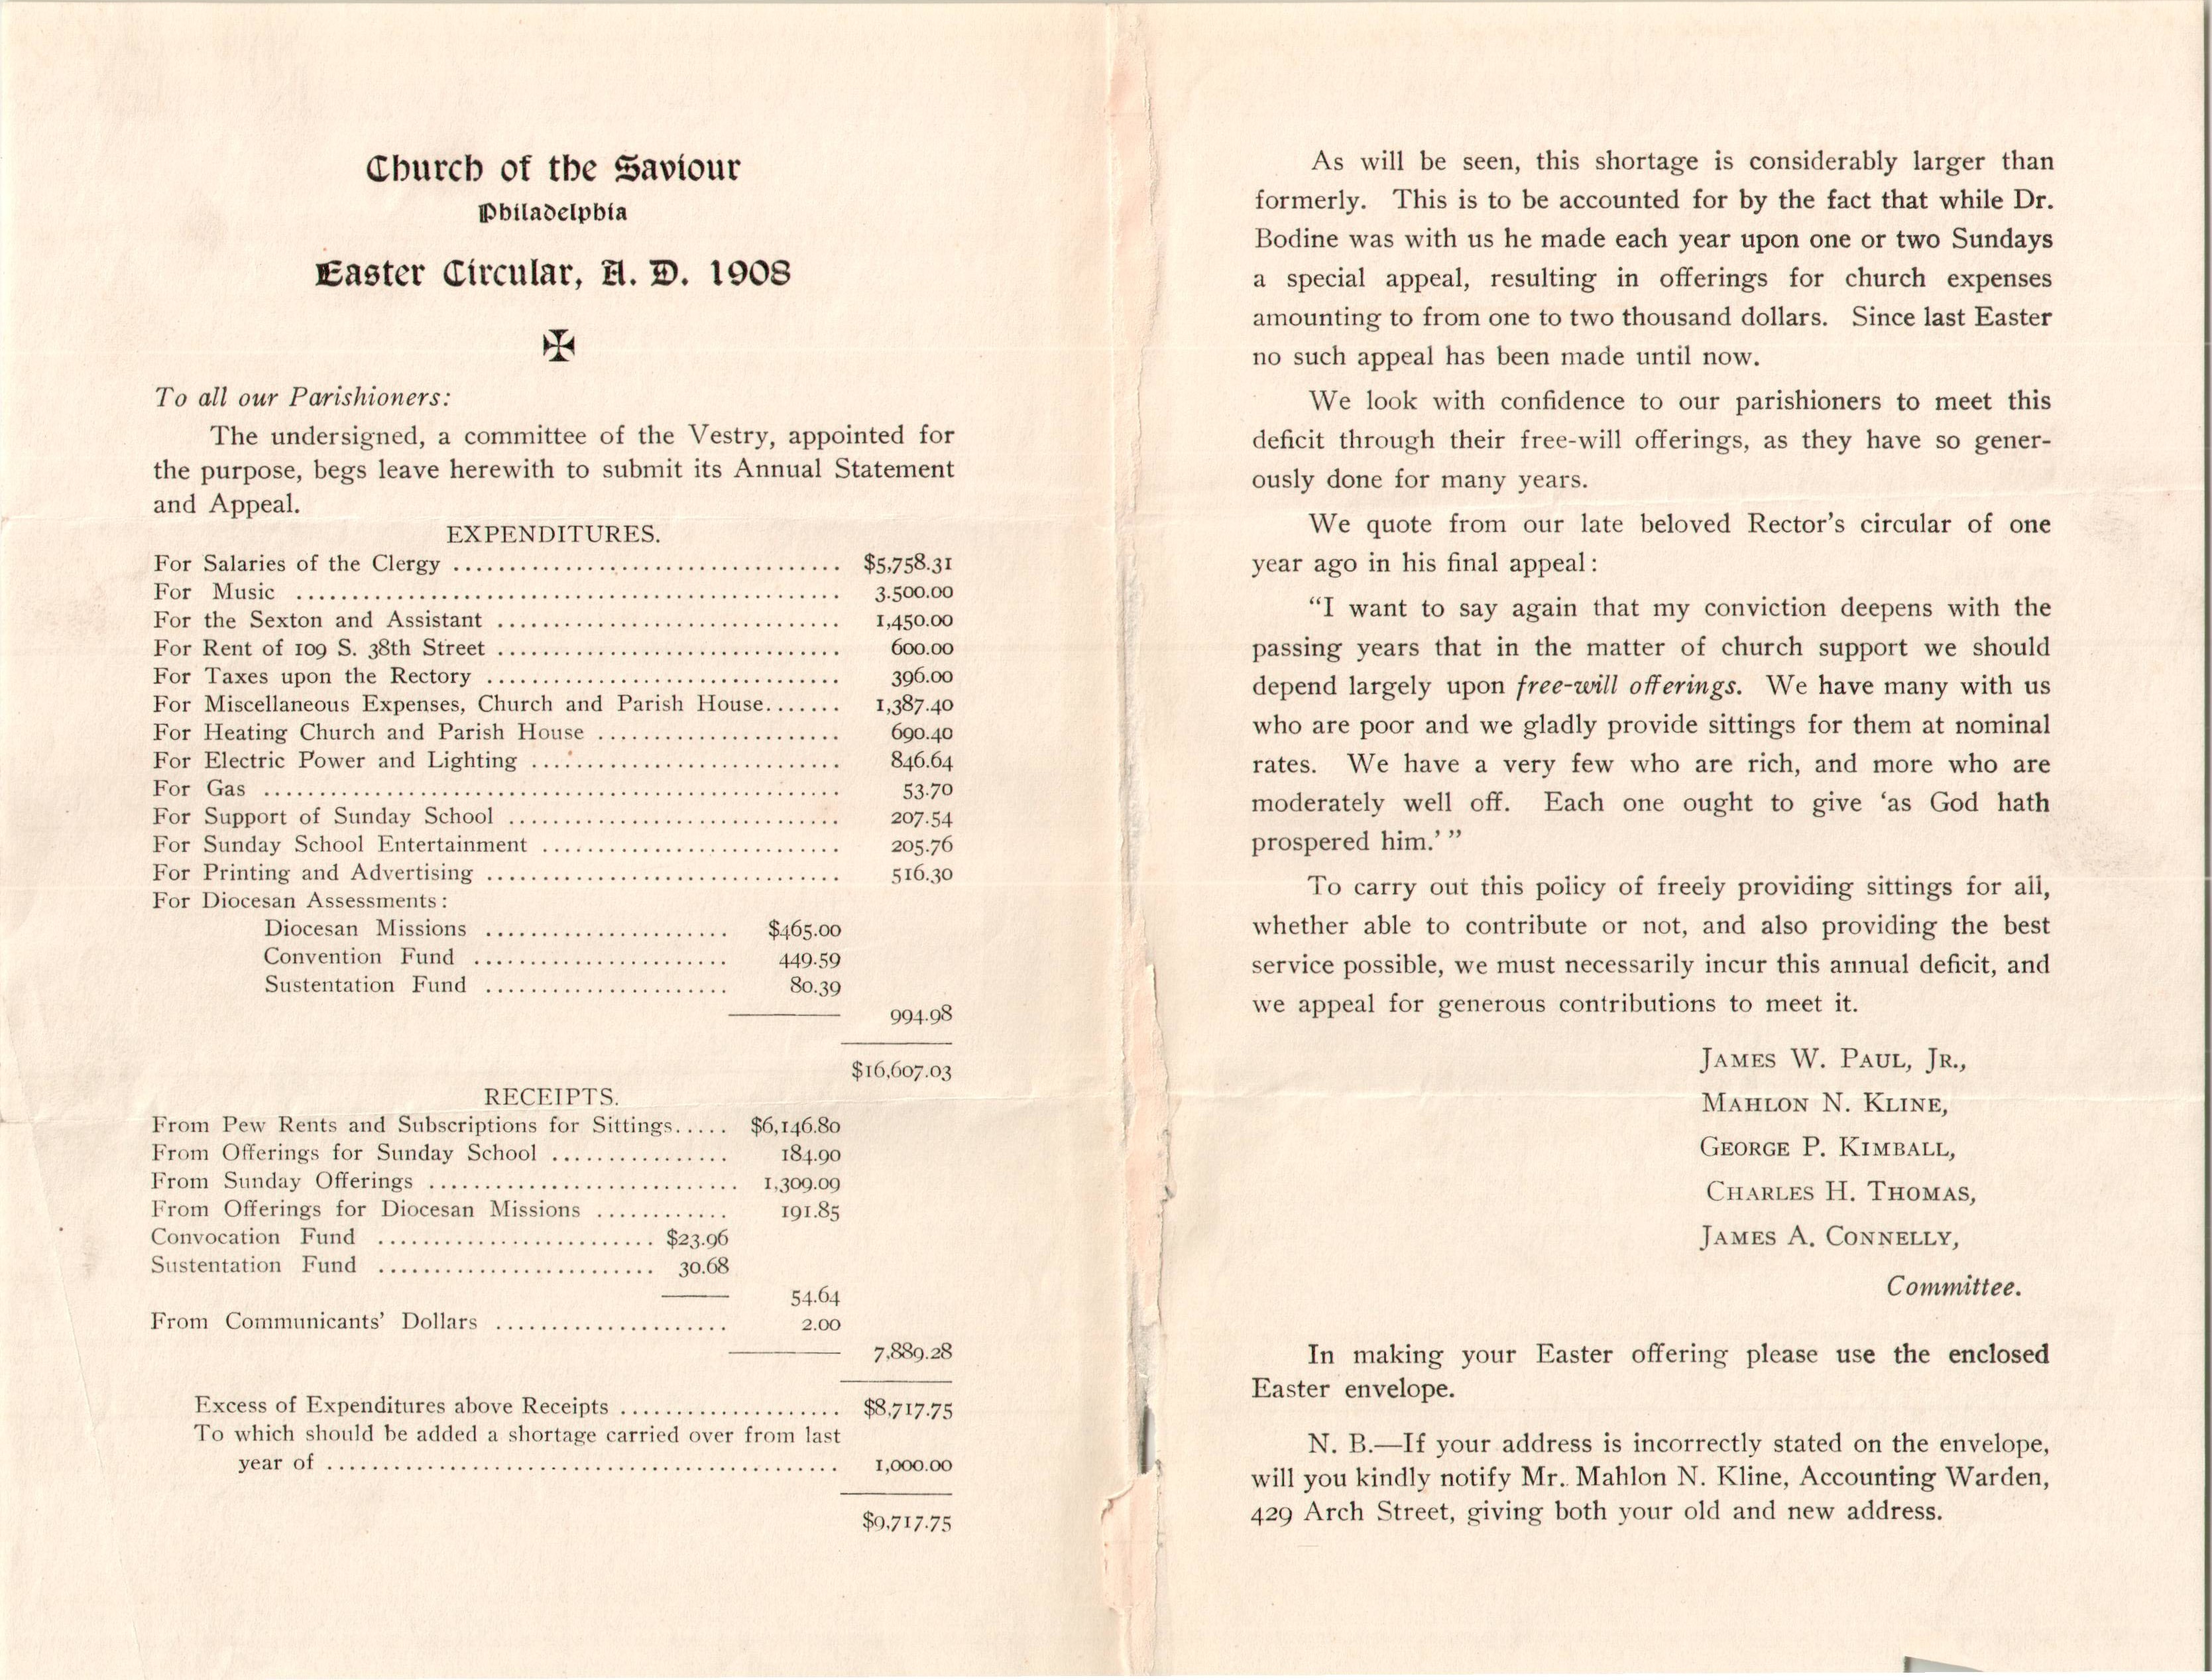 Church of the Saviour
Philadelphia
Easter Circular, A. D. 1908
To all our Parishioners:
The undersigned, a committee of the Vestry, appointed for
the purpose, begs leave herewith to submit its Annual Statement
and Appeal.
EXPENDITURES.
For Salaries of the Clergy .................................. $5,758.31
For Music ................................................ 3.500.00
For the Sexton and Assistant .............................. 1,450.00
For Rent of 109 S. 38th Street .............................. 600.00
For Taxes upon the Rectory ............................... 396.00
For Miscellaneous Expenses, Church and Parish House....... 1,387.40
For Heating Church and Parish House ..................... 690.40
For Electric Power and Lighting ........................... 846.64
For Gas ................................................... 53.70
For Support of Sunday School ............................. 207.54
For Sunday School Entertainment .......................... 205.76
For Printing and Advertising ............................... 516.30
For Diocesan Assessments:
Diocesan Missions ...................... $465.00
Convention Fund ....................... 449.59
Sustentation Fund ...................... 80.39
994.98
$16,607.03
RECEIPTS.
From Pew Rents and Subscriptions for Sittings..... $6,146.80
From Offerings for Sunday School ................ 184.90
From Sunday Offerings ............................ 1,309.09
From Offerings for Diocesan Missions ............ 191.85
Convocation Fund ......................... $23.96
Sustentation Fund ......................... 30.68
54.64
From Communicants' Dollars ..................... 2.00
7,889.28
Excess of Expenditures above Receipts .................... $8,717.75
To which should be added a shortage carried over from last
year of .............................................. 1,000.00
$9,717.75
As will be seen, this shortage is considerably larger than
formerly. This is to be accounted for by the fact that while Dr.
Bodine was with us he made each year upon one or two Sundays
a special appeal, resulting in offerings for church expenses
amounting to from one to two thousand dollars. Since last Easter
no such appeal has been made until now.
We look with confidence to our parishioners to meet this
deficit through their free-will offerings, as they have so gener-
ously done for many years.
We quote from our late beloved Rector's circular of one
year ago in his final appeal:
"I want to say again that my conviction deepens with the
passing years that in the matter of church support we should
depend largely upon free-will offerings. We have many with us
who are poor and we gladly provide sittings for them at nominal
rates. We have a very few who are rich, and more who are
moderately well off. Each one ought to give 'as God hath
prospered him.' "
To carry out this policy of freely providing sittings for all,
whether able to contribute or not, and also providing the best
service possible, we must necessarily incur this annual deficit, and
we appeal for generous contributions to meet it.
JAMES W. PAUL, JR.,
MAHLON N. KLINE,
GEORGE P. KIMBALL,
CHARLES H. THOMAS,
JAMES A. CONNELLY,
Committee.
In making your Easter offering please use the enclosed
Easter envelope.
N. B.—If your address is incorrectly stated on the envelope,
will you kindly notify Mr. Mahlon N. Kline, Accounting Warden,
429 Arch Street, giving both your old and new address.